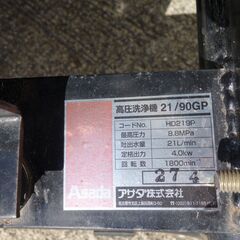 高圧洗浄機 21/90GP
コードNo. HD219P
最高圧力 8.8MPa
吐出水量 21L/min
定格出力 4.0kw
回転数 1800min
274
Asada アサダ株式会社